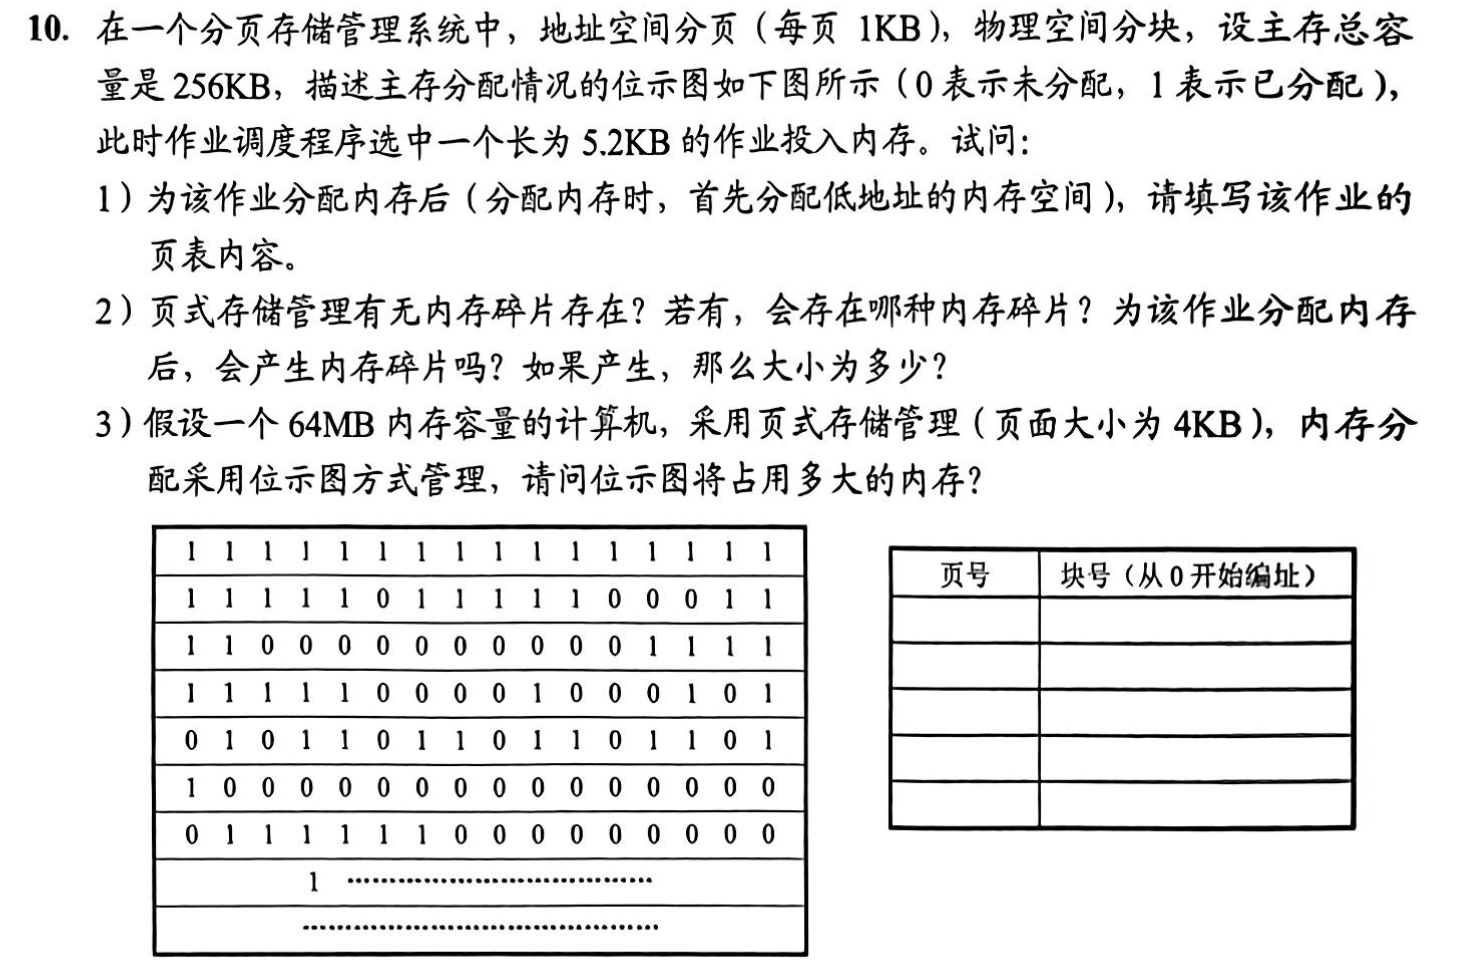 10. 在一个分页存储管理系统中，地址空间分页（每页 1KB），物理空间分块，设主存总容
量是 256KB，描述主存分配情况的位示图如下图所示（0 表示未分配，1 表示已分配），
此时作业调度程序选中一个长为 5.2KB 的作业投入内存。试问：
1）为该作业分配内存后（分配内存时，首先分配低地址的内存空间），请填写该作业的
页表内容。
2）页式存储管理有无内存碎片存在？若有，会存在哪种内存碎片？为该作业分配内存
后，会产生内存碎片吗？如果产生，那么大小为多少？
3）假设一个 64MB 内存容量的计算机，采用页式存储管理（页面大小为 4KB），内存分
配采用位示图方式管理，请问位示图将占用多大的内存？
1 1 1 1 1 1 1 1 1 1 1 1 1 1 1 1
1 1 1 1 1 0 1 1 1 1 1 0 0 0 1 1
1 1 0 0 0 0 0 0 0 0 0 0 1 1 1 1
1 1 1 1 1 0 0 0 0 1 0 0 0 1 0 1
0 1 0 1 1 0 1 1 0 1 1 0 1 1 0 1
1 0 0 0 0 0 0 0 0 0 0 0 0 0 0 0
0 1 1 1 1 1 1 0 0 0 0 0 0 0 0 0
1 ……………………
……………………
页号 块号（从 0 开始编址）